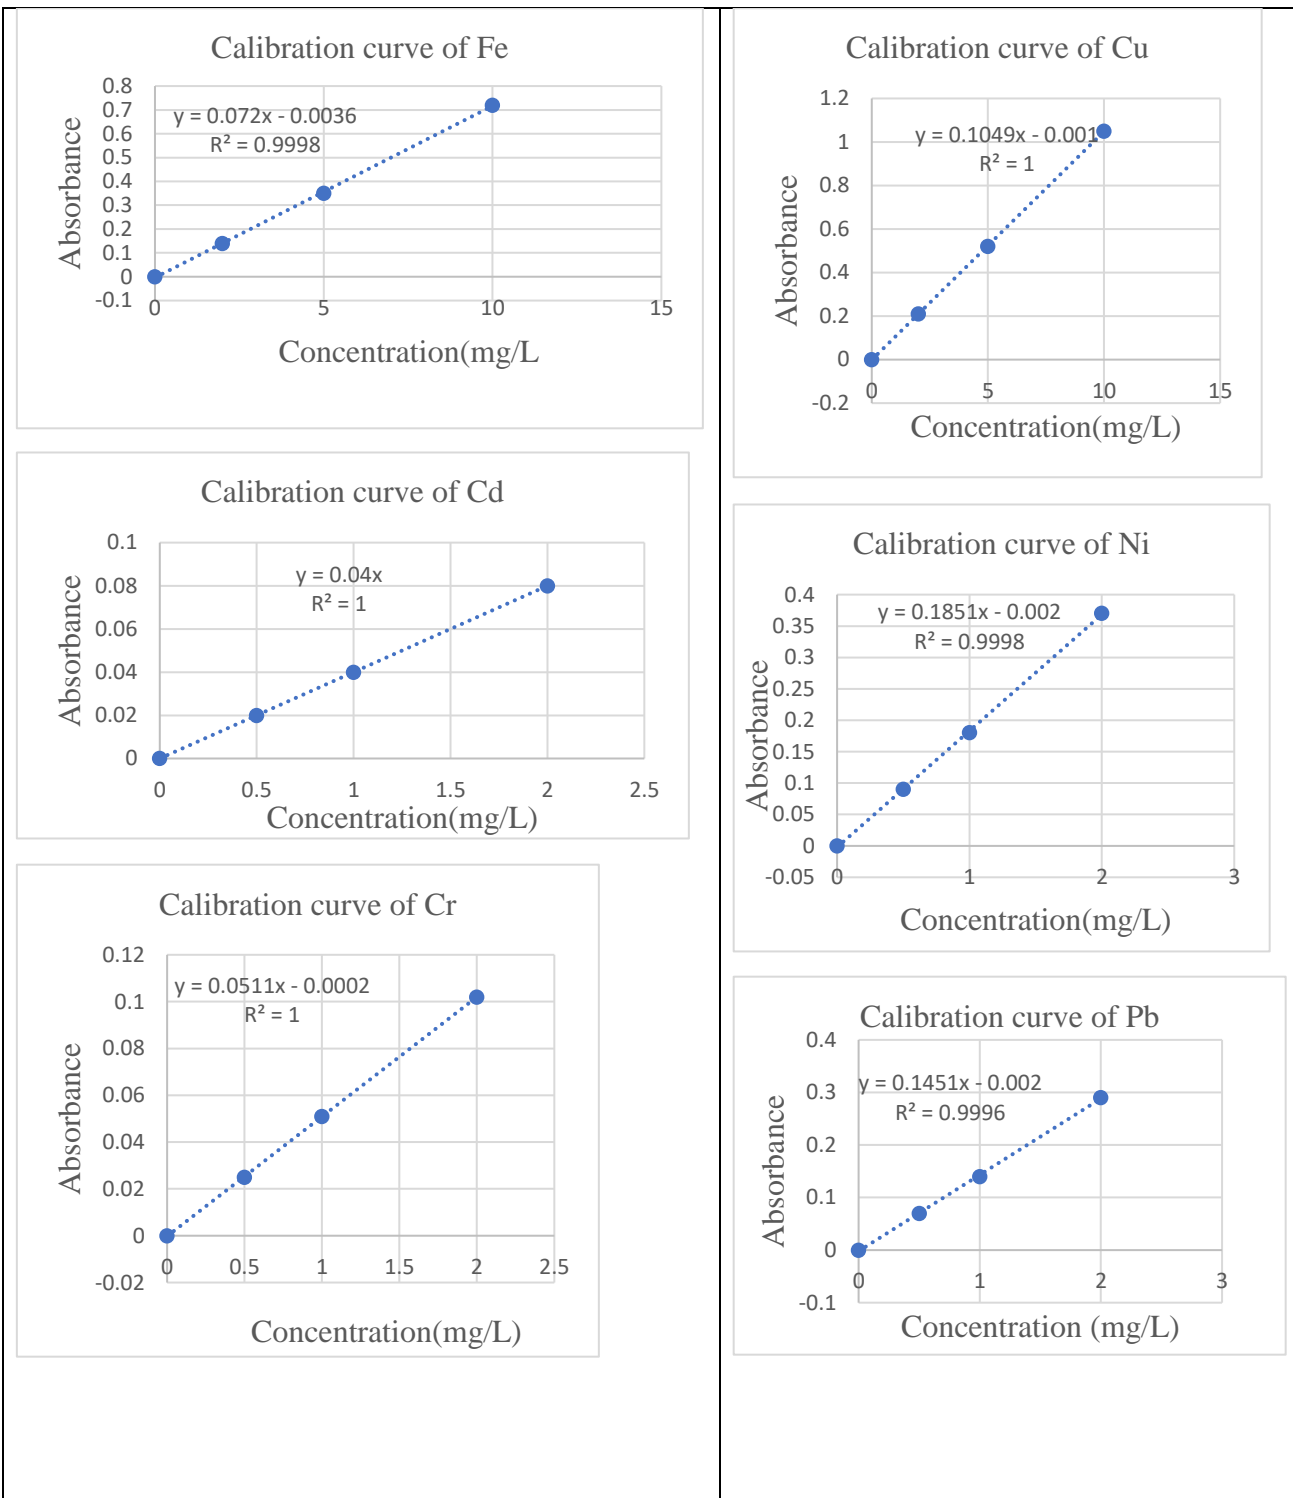 Calibration curve of Fe
0.8
0.7
0.6
0.5
0.4
0.3
0.2
0.1
0
-0.1
y = 0.072x - 0.0036
R² = 0.9998
Absorbance
0 5 10 15
Concentration(mg/L
Calibration curve of Cd
0.1
0.08
0.06
0.04
0.02
0
y = 0.04x
R² = 1
Absorbance
0 0.5 1 1.5 2 2.5
Concentration(mg/L)
Calibration curve of Cr
0.12
0.1
0.08
0.06
0.04
0.02
0
-0.02
y = 0.0511x - 0.0002
R² = 1
Absorbance
0 0.5 1 1.5 2 2.5
Concentration(mg/L)
Calibration curve of Cu
1.2
1
0.8
0.6
0.4
0.2
0
-0.2
y = 0.1049x - 0.001
R² = 1
Absorbance
0 5 10 15
Concentration(mg/L)
Calibration curve of Ni
0.4
0.35
0.3
0.25
0.2
0.15
0.1
0.05
0
-0.05
y = 0.1851x - 0.002
R² = 0.9998
Absorbance
0 1 2 3
Concentration(mg/L)
Calibration curve of Pb
0.4
0.3
0.2
0.1
0
-0.1
y = 0.1451x - 0.002
R² = 0.9996
Absorbance
0 1 2 3
Concentration (mg/L)